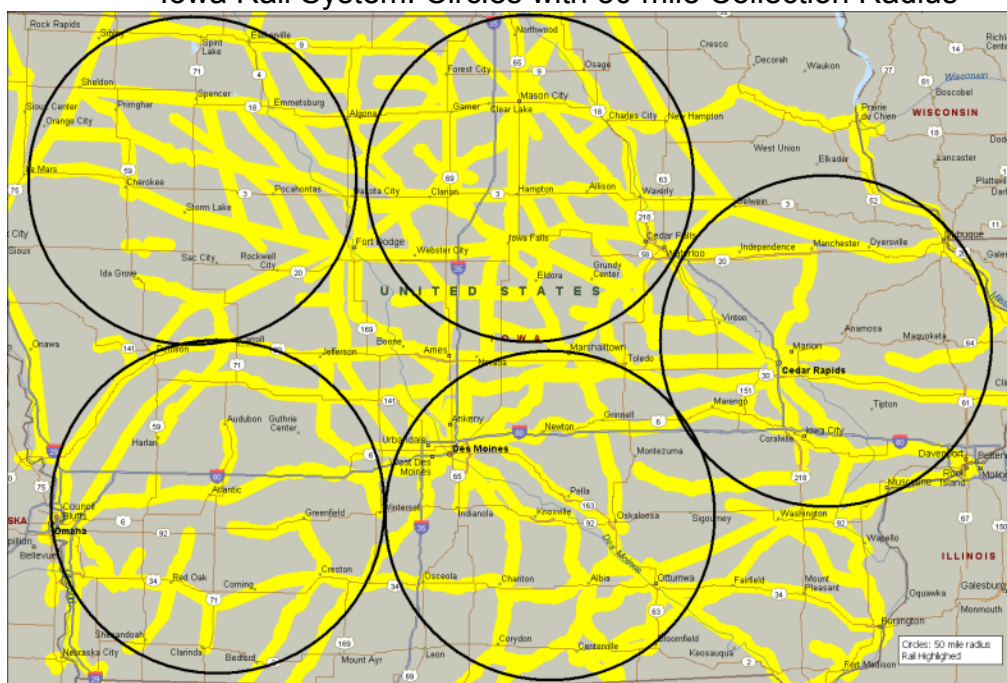 Iowa Rail System: Circles with 50 mile Collection Radius
Rock Rapids
Sibley
Spirit Lake
Estherville
Northwood
Cresco
Decorah
Waukon
Forest City
Osage
Sheldon
Spencer
Emmetsburg
Algona
Garner
Clear Lake
Mason City
Charles City
New Hampton
Prairie du Chien
Boscobel
Wisconsin
WISCONSIN
Sioux Center
Orange City
Primghar
West Union
Elkader
Lancaster
Le Mars
Cherokee
Storm Lake
Pocahontas
Dakota City
Clarion
Hampton
Allison
Waverly
Oelwein
Fort Dodge
Webster City
Iowa Falls
Cedar Falls
Waterloo
Independence
Manchester
Dyersville
Dubuque
Sac City
Rockwell City
Ida Grove
Eldora
Grundy Center
UNITED STATES
IOWA
Vinton
Anamosa
Maquoketa
Onawa
Denison
Carroll
Jefferson
Boone
Ames
Nevada
Marshalltown
Toledo
Marion
Cedar Rapids
Harlan
Audubon
Guthrie Center
Ankeny
Urbandale
Des Moines
West Des Moines
Newton
Grinnell
Marengo
Tipton
Coralville
Iowa City
Davenport
Rock Island
Muscatine
Montezuma
Atlantic
Council Bluffs
Omaha
Bellevue
Greenfield
Winterset
Indianola
Knoxville
Pella
Oskaloosa
Sigourney
Washington
Wapello
ILLINOIS
Des Moines
Red Oak
Corning
Creston
Osceola
Chariton
Albia
Ottumwa
Fairfield
Mount Pleasant
Oquawka
Galesburg
Monmouth
Burlington
Shenandoah
Clarinda
Bedford
Mount Ayr
Leon
Corydon
Centerville
Bloomfield
Keosauqua
Fort Madison
Nebraska City
Circles: 50 mile radius
Rail Highlighed